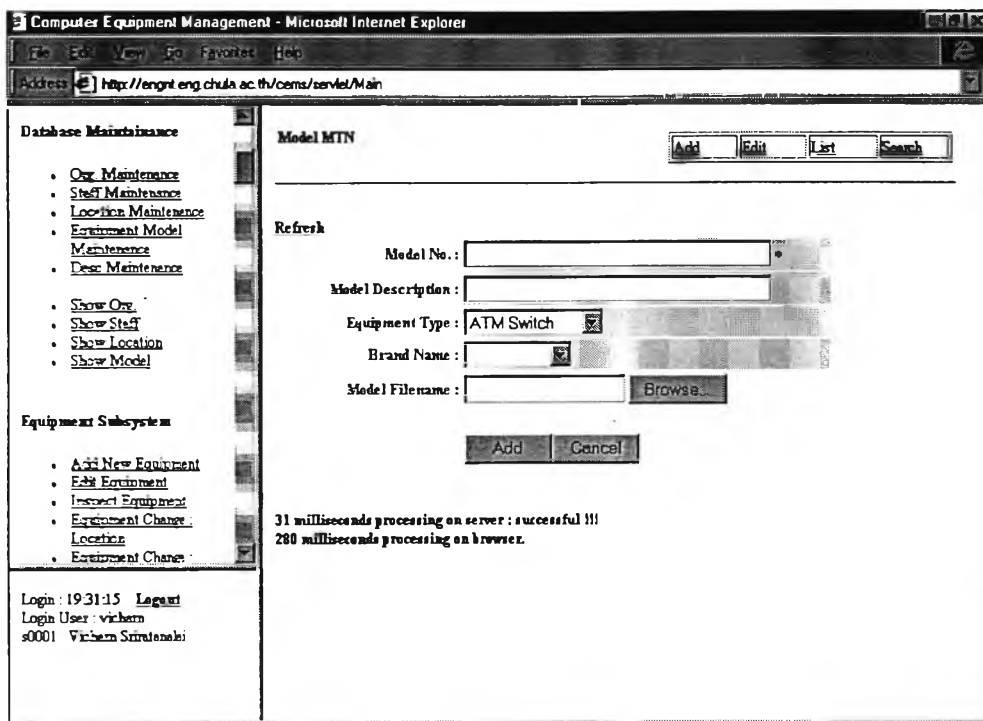 Computer Equipment Management - Microsoft Internet Explorer
File Edit View Go Favorites Help
Address http://engnt.eng.chula.ac.th/cems/servlet/Main
Database Maintainance
Org. Maintenance
Staff Maintenance
Location Maintenence
Equipment Model
Maintenence
Desc Maintenence
Show Org.
Show Staff
Show Location
Show Model
Equipment Subsystem
Add New Equipment
Edit Equipment
Inspect Equipment
Equipment Change :
Location
Equipment Change :
Login : 19:31:15 Logout
Login User : vicharn
s0001 Vicharn
Model MTN
Add Edit List Search
Refresh
Model No. : *
Model Description :
Equipment Type : ATM Switch
Brand Name :
Model Filename : Browse...
Add Cancel
31 milliseconds processing on server : successful !!!
280 milliseconds processing on browser.